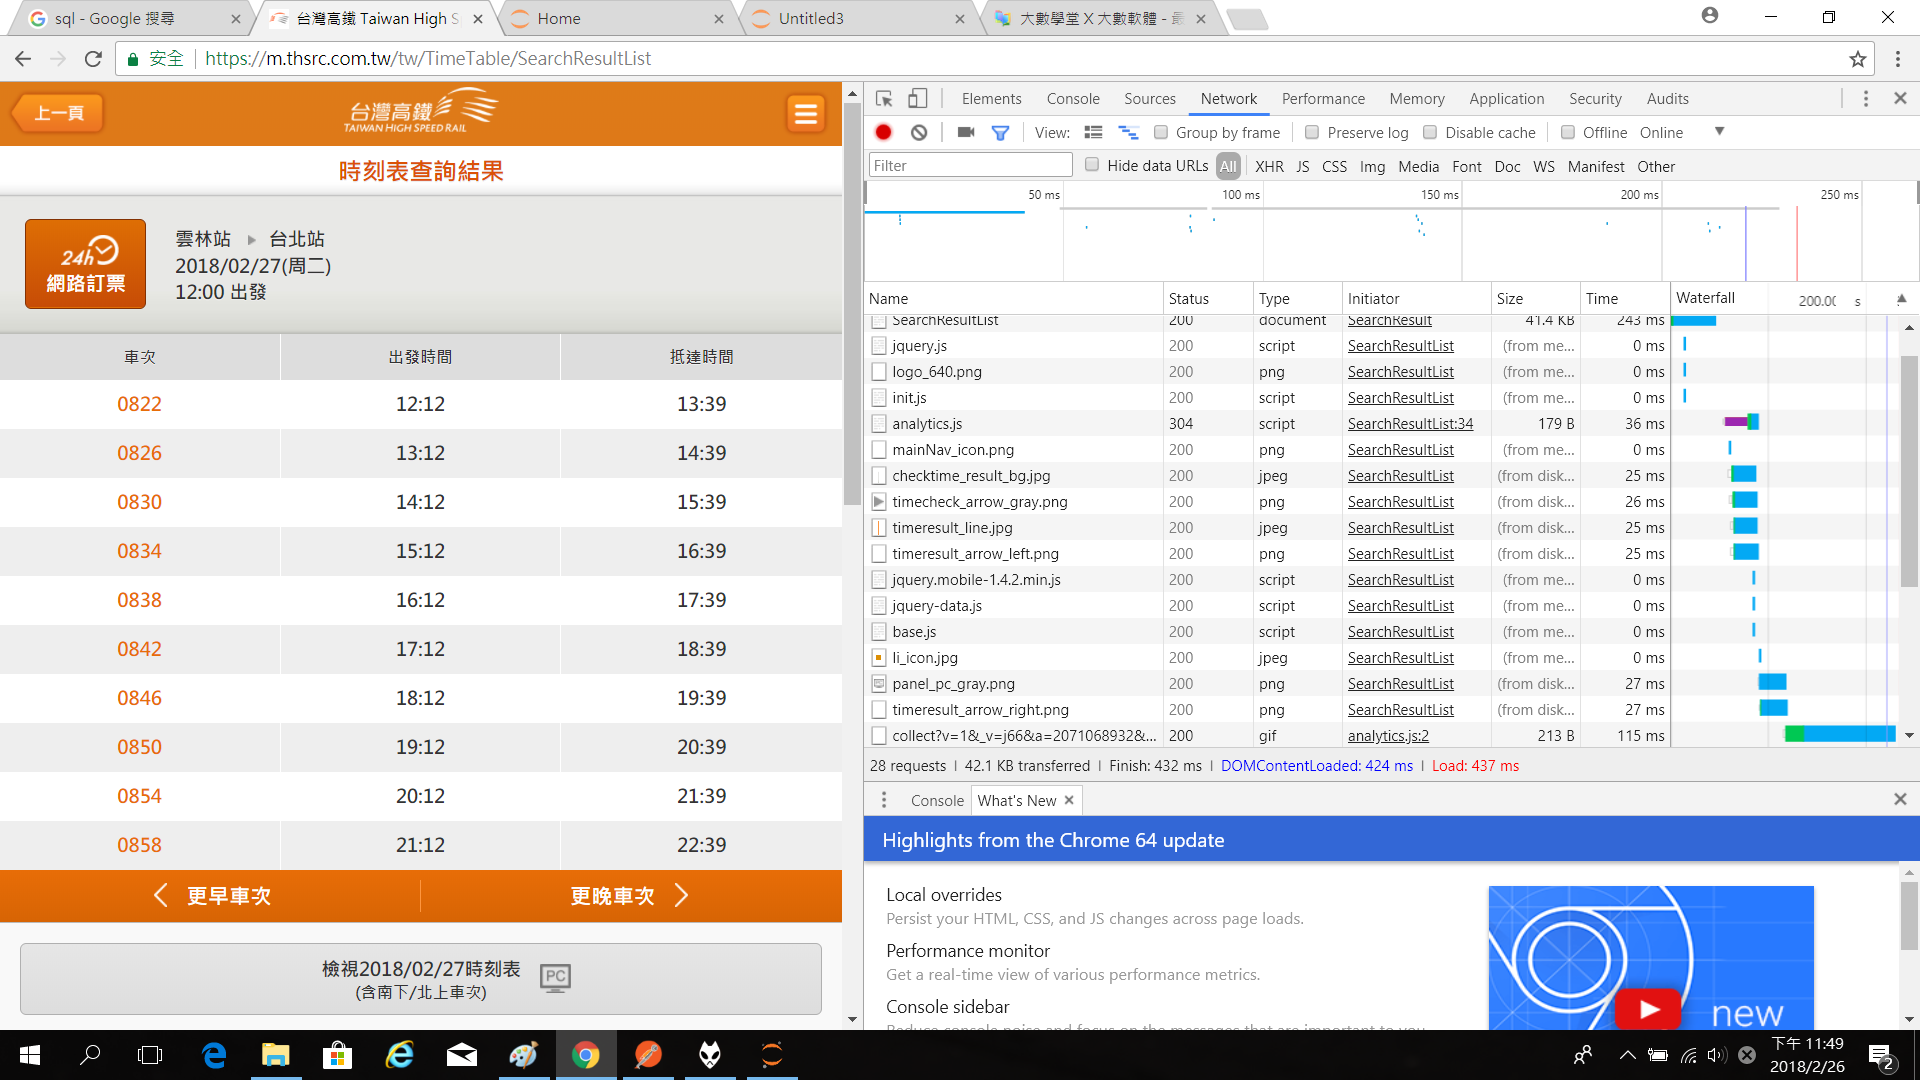 sql - Google 搜尋
台灣高鐵 Taiwan High S
Home
Untitled3
大數學堂 X 大數軟體 - 最
安全
https://m.thsrc.com.tw/tw/TimeTable/SearchResultList
上一頁
台灣高鐵
TAIWAN HIGH SPEED RAIL
時刻表查詢結果
24h
網路訂票
雲林站 台北站
2018/02/27(周二)
12:00 出發
車次 出發時間 抵達時間
0822 12:12 13:39
0826 13:12 14:39
0830 14:12 15:39
0834 15:12 16:39
0838 16:12 17:39
0842 17:12 18:39
0846 18:12 19:39
0850 19:12 20:39
0854 20:12 21:39
0858 21:12 22:39
更早車次 更晚車次
檢視2018/02/27時刻表
(含南下/北上車次)
PC
Elements Console Sources Network Performance Memory Application Security Audits
View: Group by frame Preserve log Disable cache Offline Online
Filter Hide data URLs All XHR JS CSS Img Media Font Doc WS Manifest Other
50 ms 100 ms 150 ms 200 ms 250 ms
Name Status Type Initiator Size Time Waterfall 200.00 s
SearchResultList 200 document SearchResult 41.4 KB 243 ms
jquery.js 200 script SearchResultList (from me... 0 ms
logo_640.png 200 png SearchResultList (from me... 0 ms
init.js 200 script SearchResultList (from me... 0 ms
analytics.js 304 script SearchResultList:34 179 B 36 ms
mainNav_icon.png 200 png SearchResultList (from me... 0 ms
checktime_result_bg.jpg 200 jpeg SearchResultList (from disk... 25 ms
timecheck_arrow_gray.png 200 png SearchResultList (from disk... 26 ms
timeresult_line.jpg 200 jpeg SearchResultList (from disk... 25 ms
timeresult_arrow_left.png 200 png SearchResultList (from disk... 25 ms
jquery.mobile-1.4.2.min.js 200 script SearchResultList (from me... 0 ms
jquery-data.js 200 script SearchResultList (from me... 0 ms
base.js 200 script SearchResultList (from me... 0 ms
li_icon.jpg 200 jpeg SearchResultList (from me... 0 ms
panel_pc_gray.png 200 png SearchResultList (from disk... 27 ms
timeresult_arrow_right.png 200 png SearchResultList (from disk... 27 ms
collect?v=1&_v=j66&a=2071068932&... 200 gif analytics.js:2 213 B 115 ms
28 requests | 42.1 KB transferred | Finish: 432 ms | DOMContentLoaded: 424 ms | Load: 437 ms
Console What's New
Highlights from the Chrome 64 update
Local overrides
Persist your HTML, CSS, and JS changes across page loads.
Performance monitor
Get a real-time view of various performance metrics.
Console sidebar
Reduce console noise and focus on the messages that are important to you.
new
下午 11:49
2018/2/26
2